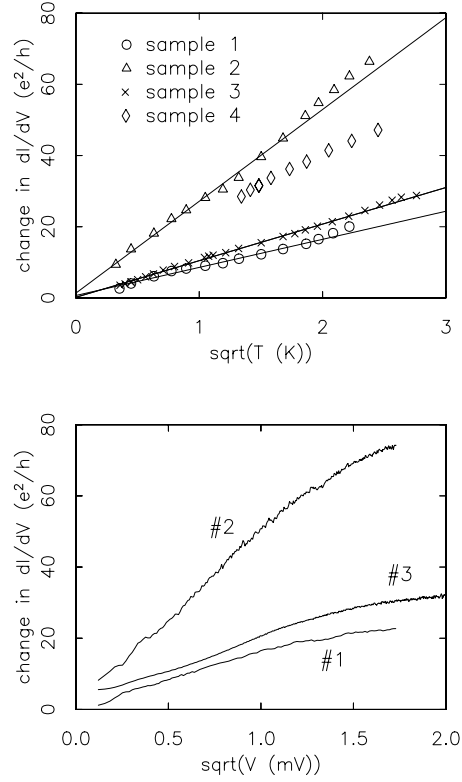 change in dI/dV (e²/h)
80
60
40
20
0
sample 1
sample 2
sample 3
sample 4
0 1 2 3
sqrt(T (K))
change in dI/dV (e²/h)
80
60
40
20
0
#2
#3
#1
0.0 0.5 1.0 1.5 2.0
sqrt(V (mV))